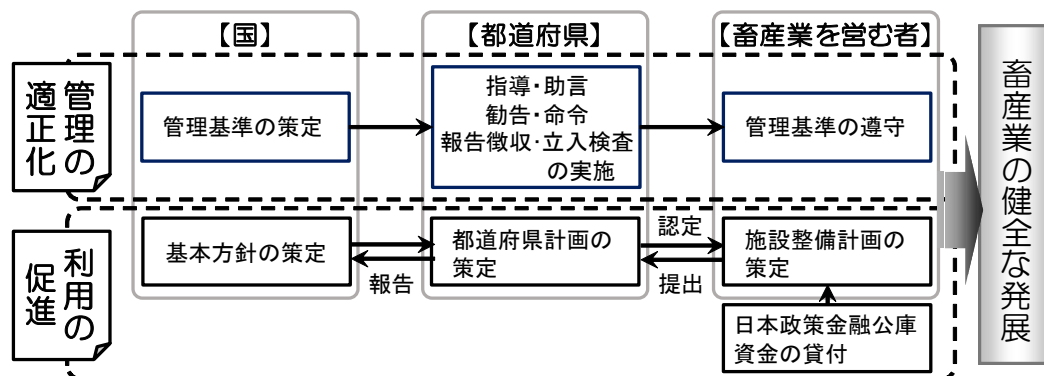 【国】
【都道府県】
【畜産業を営む者】
管理の
適正化
管理基準の策定
指導・助言
勧告・命令
報告徴収・立入検査
の実施
管理基準の遵守
利用の
促進
基本方針の策定
報告
都道府県計画の
策定
認定
提出
施設整備計画の
策定
日本政策金融公庫
資金の貸付
畜産業の健全な発展